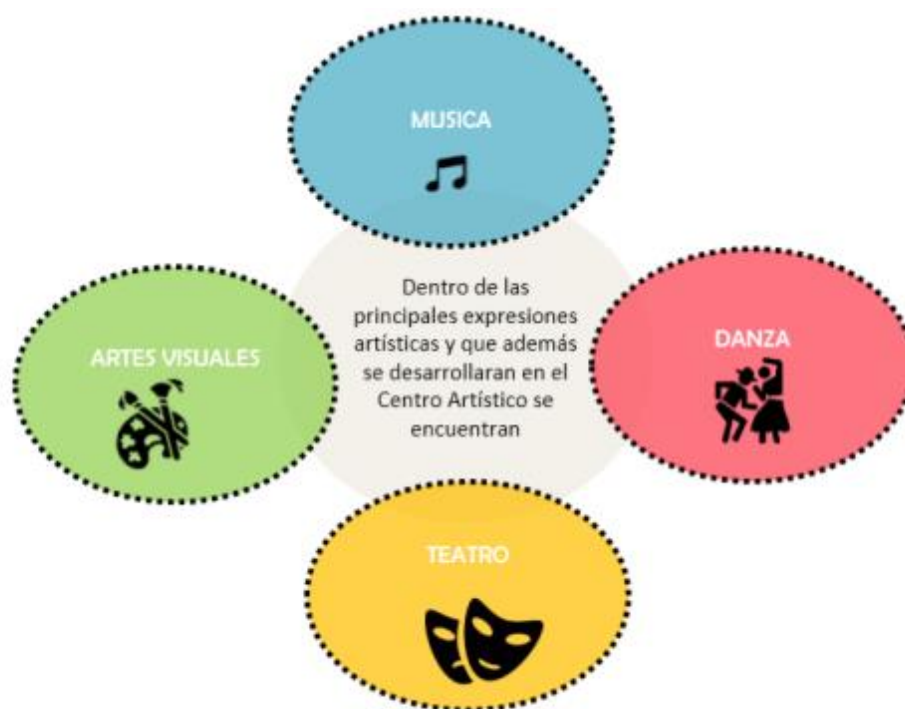 MUSICA
Dentro de las
principales expresiones
artísticas y que además
se desarrollaran en el
Centro Artístico se
encuentran
ARTES VISUALES
DANZA
TEATRO